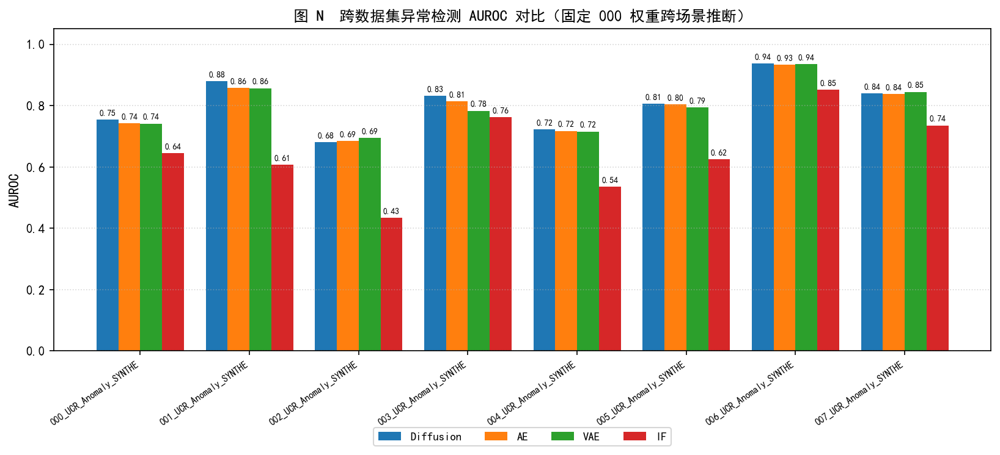 图 N  跨数据集异常检测 AUROC 对比（固定 000 权重跨场景推断）
AUROC
1.0
0.8
0.6
0.4
0.2
0.0
0.75 0.74 0.74 0.64
0.88 0.86 0.86 0.61
0.68 0.69 0.69 0.43
0.83 0.81 0.78 0.76
0.72 0.72 0.72 0.54
0.81 0.80 0.79 0.62
0.94 0.93 0.94 0.85
0.84 0.84 0.85 0.74
000_UCR_Anomaly_SYNTHE
001_UCR_Anomaly_SYNTHE
002_UCR_Anomaly_SYNTHE
003_UCR_Anomaly_SYNTHE
004_UCR_Anomaly_SYNTHE
005_UCR_Anomaly_SYNTHE
006_UCR_Anomaly_SYNTHE
007_UCR_Anomaly_SYNTHE
Diffusion AE VAE IF